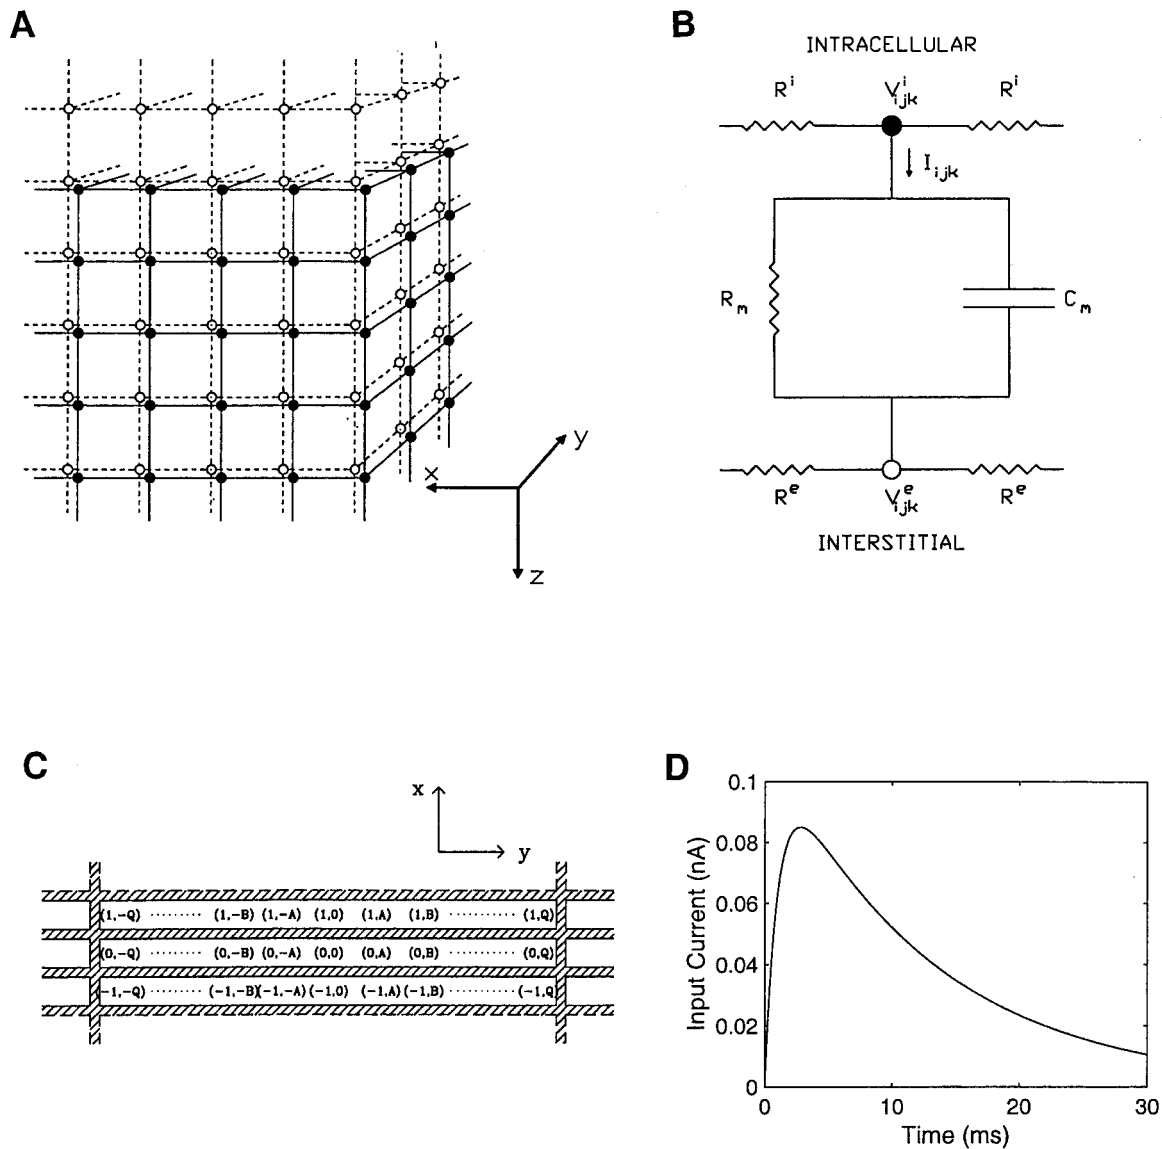 A
x
y
z
B
INTRACELLULAR
R^i V^i_ijk R^i
I_ijk
R_m C_m
R^e V^e_ijk R^e
INTERSTITIAL
C
x
y
(1,-Q) ········ (1,-B) (1,-A) (1,0) (1,A) (1,B) ·········· (1,Q)
(0,-Q) ········ (0,-B) (0,-A) (0,0) (0,A) (0,B) ·········· (0,Q)
(-1,-Q) ········ (-1,-B)(-1,-A) (-1,0) (-1,A) (-1,B) ·········· (-1,Q)
D
Input Current (nA)
0.1
0.08
0.06
0.04
0.02
0
0 10 20 30
Time (ms)